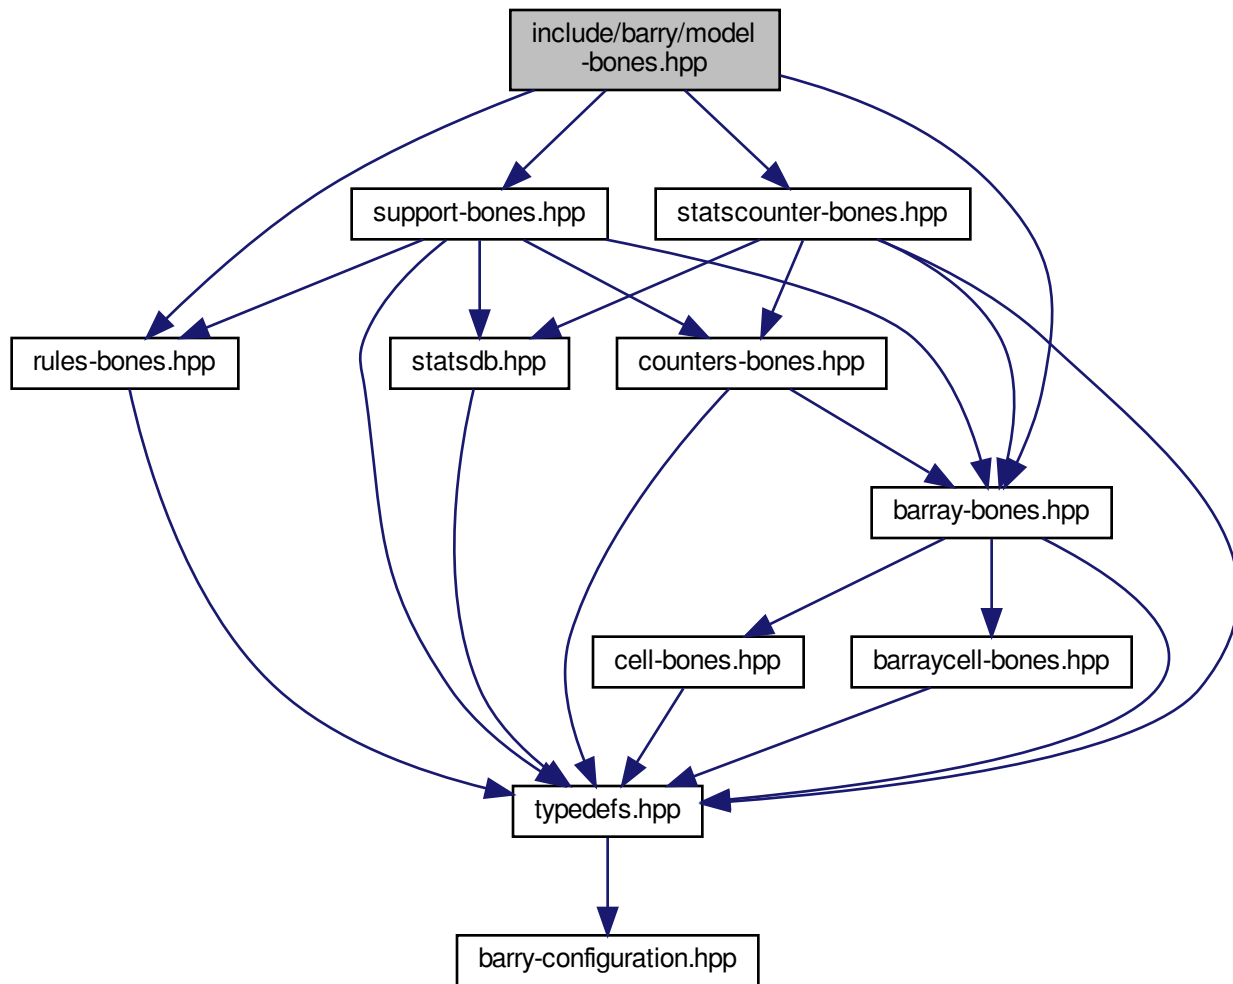 include/barry/model
-bones.hpp
support-bones.hpp
statscounter-bones.hpp
rules-bones.hpp
statsdb.hpp
counters-bones.hpp
barray-bones.hpp
cell-bones.hpp
barraycell-bones.hpp
typedefs.hpp
barry-configuration.hpp